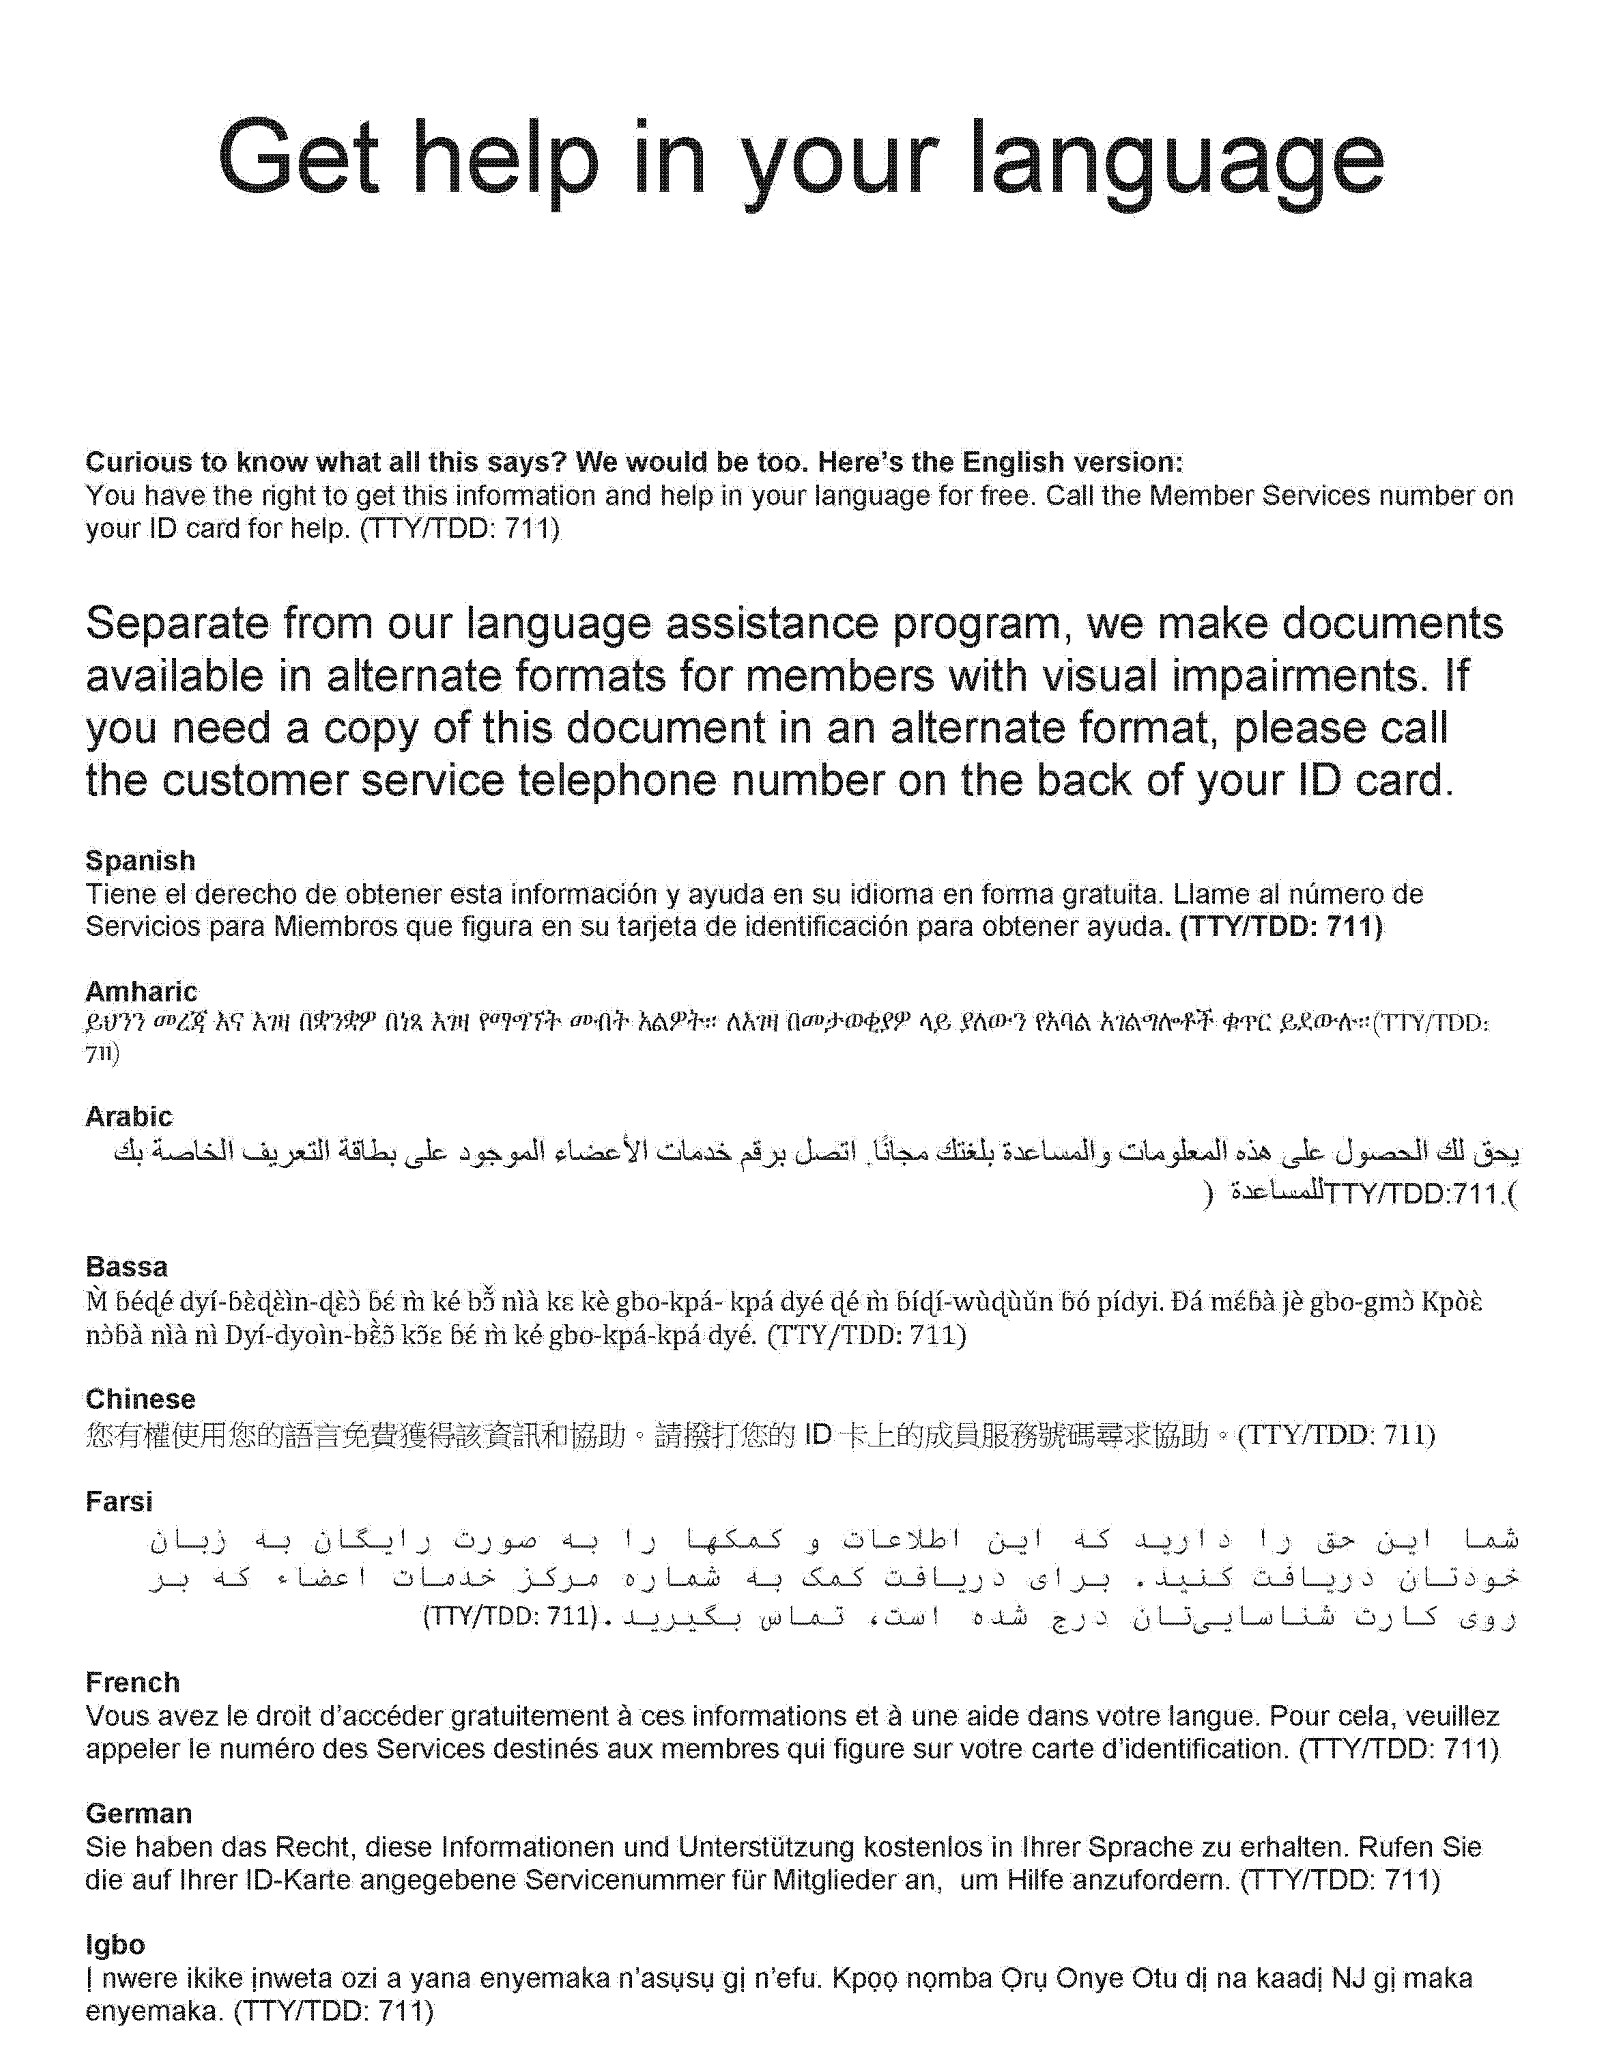 Get help in your language
Curious to know what all this says? We would be too. Here’s the English version:
You have the right to get this information and help in your language for free. Call the Member Services number on
your ID card for help. (TTY/TDD: 711)
Separate from our language assistance program, we make documents
available in alternate formats for members with visual impairments. If
you need a copy of this document in an alternate format, please call
the customer service telephone number on the back of your ID card.
Spanish
Tiene el derecho de obtener esta información y ayuda en su idioma en forma gratuita. Llame al número de
Servicios para Miembros que figura en su tarjeta de identificación para obtener ayuda. (TTY/TDD: 711)
Amharic
ይህንን መረጃ እና እገዛ በቋንቋዎ በነጻ እገዛ የማግኘት መብት አልዎት። ለእገዛ በመታወቂያዎ ላይ ያለውን የአባል አገልግሎቶች ቁጥር ይደውሉ።(TTY/TDD:
711)
Arabic
يحق لك الحصول على هذه المعلومات والمساعدة بلغتك مجانًا. اتصل برقم خدمات الأعضاء الموجود على بطاقة التعريف الخاصة بك
).TTY/TDD:711للمساعدة (
Bassa
M̀ ɓéɖé dyí-ɓɛ̀ɖɛ̀ìn-ɖɛ̀ɔ̀ ɓɛ́ m̀ ké bɔ̃̌ nìà kɛ kè gbo-kpá- kpá dyé ɖé m̀ ɓíɖí-wùɖùǔn ɓó pídyi. Ɖá mɛ́ɓà jè gbo-gmɔ̀ Kpòɛ̀
nɔ̀ɓà nìà nì Dyí-dyoìn-bɛ̃̀ɔ̃ kɔ̃ɛ ɓɛ́ m̀ ké gbo-kpá-kpá dyé. (TTY/TDD: 711)
Chinese
您有權使用您的語言免費獲得該資訊和協助。請撥打您的 ID 卡上的成員服務號碼尋求協助。(TTY/TDD: 711)
Farsi
شما این حق را دارید که این اطلاعات و کمکها را به صورت رایگان به زبان
خودتان دریافت کنید. برای دریافت کمک به شماره مرکز خدمات اعضاء که بر
روی کارت شناسایی‌تان درج شده است، تماس بگیرید.(TTY/TDD: 711)
French
Vous avez le droit d’accéder gratuitement à ces informations et à une aide dans votre langue. Pour cela, veuillez
appeler le numéro des Services destinés aux membres qui figure sur votre carte d’identification. (TTY/TDD: 711)
German
Sie haben das Recht, diese Informationen und Unterstützung kostenlos in Ihrer Sprache zu erhalten. Rufen Sie
die auf Ihrer ID-Karte angegebene Servicenummer für Mitglieder an,  um Hilfe anzufordern. (TTY/TDD: 711)
Igbo
Ị nwere ikike ịnweta ozi a yana enyemaka n’asụsụ gị n’efu. Kpọọ nọmba Ọrụ Onye Otu dị na kaadị NJ gị maka
enyemaka. (TTY/TDD: 711)